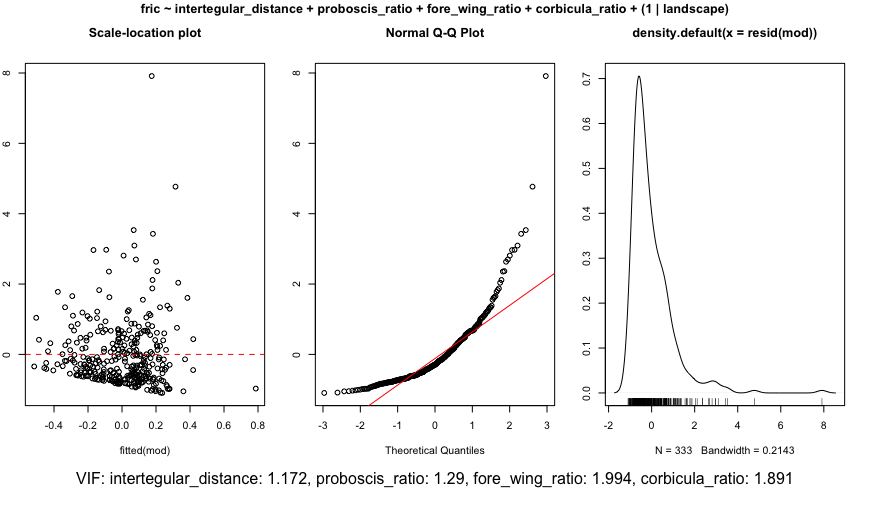 fric ~ intertegular_distance + proboscis_ratio + fore_wing_ratio + corbicula_ratio + (1 | landscape)
Scale-location plot
8
6
4
2
0
-0.4 -0.2 0.0 0.2 0.4 0.6 0.8
fitted(mod)
Normal Q-Q Plot
8
6
4
2
0
-3 -2 -1 0 1 2 3
Theoretical Quantiles
density.default(x = resid(mod))
0.7
0.6
0.5
0.4
0.3
0.2
0.1
0.0
-2 0 2 4 6 8
N = 333 Bandwidth = 0.2143
VIF: intertegular_distance: 1.172, proboscis_ratio: 1.29, fore_wing_ratio: 1.994, corbicula_ratio: 1.891